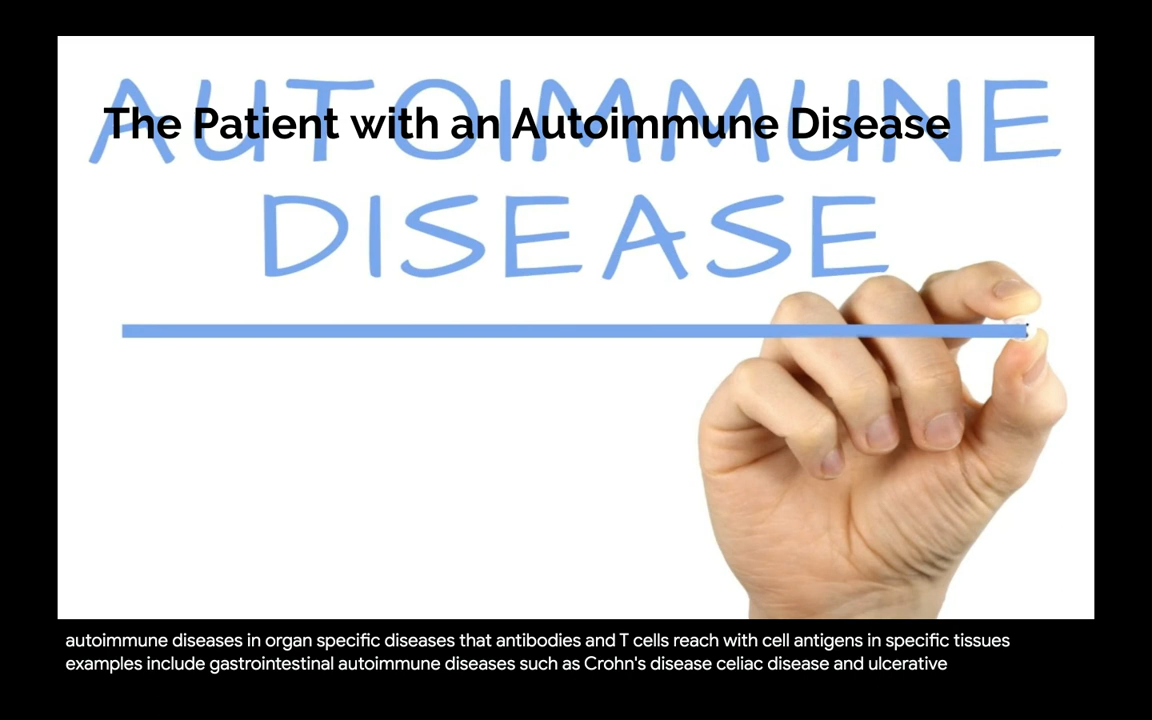 AUTOIMMUNE
The Patient with an Autoimmune Disease
DISEASE
autoimmune diseases in organ specific diseases that antibodies and T cells reach with cell antigens in specific tissues
examples include gastrointestinal autoimmune diseases such as Crohn's disease celiac disease and ulcerative